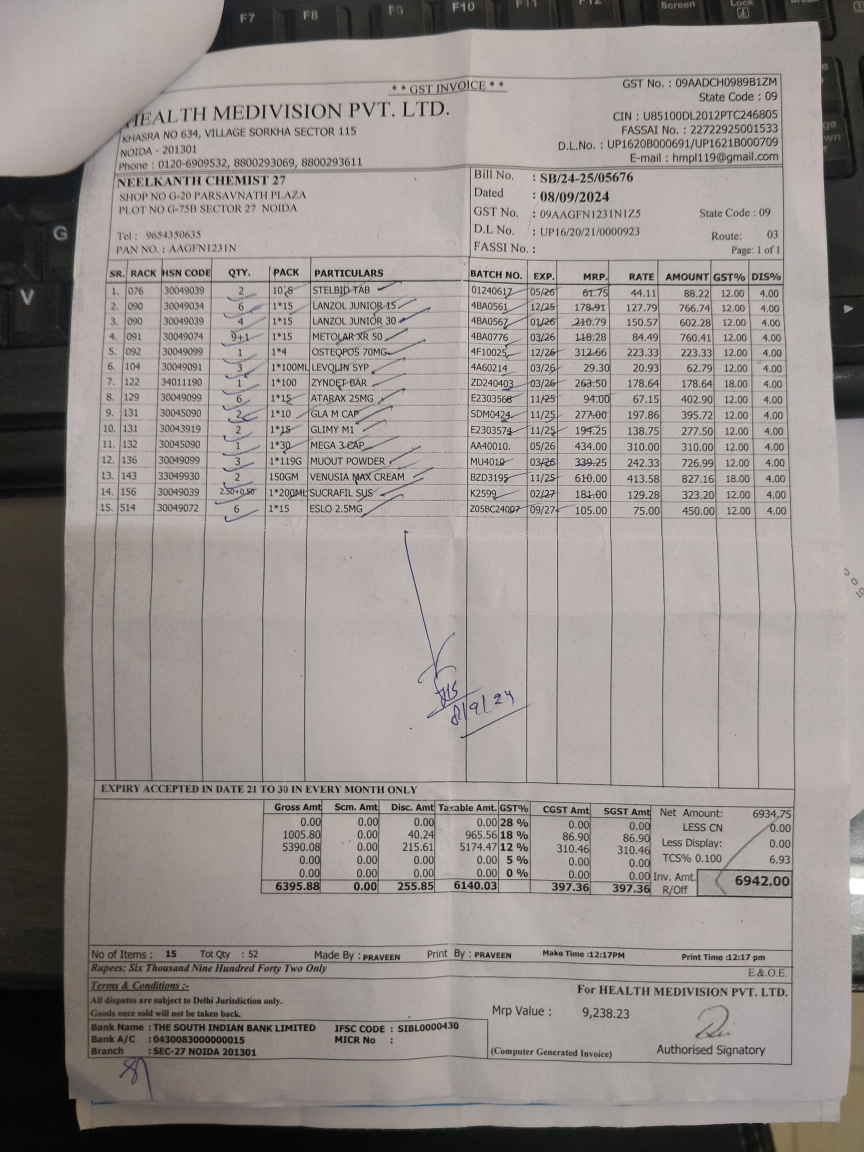 F7 F8 F9 F10 F11 F12 Screen Lock
G
V
* * GST INVOICE * *
HEALTH MEDIVISION PVT. LTD.
KHASRA NO 634, VILLAGE SORKHA SECTOR 115
NOIDA - 201301
Phone : 0120-6909532, 8800293069, 8800293611
GST No. : 09AADCH0989B1ZM
State Code : 09
CIN : U85100DL2012PTC246805
FASSAI No. : 22722925001533
D.L.No. : UP1620B000691/UP1621B000709
E-mail : hmpl119@gmail.com
NEELKANTH CHEMIST 27
SHOP NO G-20 PARSAVNATH PLAZA
PLOT NO G-75B SECTOR 27 NOIDA
Tel : 9654350635
PAN NO. : AAGFN1231N
Bill No. : SB/24-25/05676
Dated : 08/09/2024
GST No. : 09AAGFN1231N1Z5 State Code : 09
D.L No. : UP16/20/21/0000923
Route: 03
FASSI No. :
Page: 1 of 1
SR. RACK HSN CODE QTY. PACK PARTICULARS BATCH NO. EXP. MRP. RATE AMOUNT GST% DIS%
1. 076 30049039 2 10'S STELBID TAB 01240617 05/26 61.75 44.11 88.22 12.00 4.00
2. 090 30049034 6 1*15 LANZOL JUNIOR 15 4BA0561 12/25 178.91 127.79 766.74 12.00 4.00
3. 090 30049039 4 1*15 LANZOL JUNIOR 30 4BA0567 01/26 210.79 150.57 602.28 12.00 4.00
4. 091 30049074 9+1 1*15 METOLAR XR 50 4BA0776 03/26 118.28 84.49 760.41 12.00 4.00
5. 092 30049099 1 1*4 OSTEOPOS 70MG 4F10025 12/26 312.66 223.33 223.33 12.00 4.00
6. 104 30049091 3 1*100ML LEVOLIN SYP 4A60214 03/26 29.30 20.93 62.79 12.00 4.00
7. 122 34011190 1 1*100 ZYNDET BAR ZD240403 03/26 263.50 178.64 178.64 18.00 4.00
8. 129 30049099 6 1*15 ATARAX 25MG E2303568 11/25 94.00 67.15 402.90 12.00 4.00
9. 131 30045090 2 1*10 GLA M CAP SDM0424 11/25 277.00 197.86 395.72 12.00 4.00
10. 131 30043919 2 1*15 GLIMY M1 E2303574 11/25 194.25 138.75 277.50 12.00 4.00
11. 132 30045090 1 1*30 MEGA 3 CAP AA40010. 05/26 434.00 310.00 310.00 12.00 4.00
12. 136 30049099 3 1*119G MUOUT POWDER MU4010 03/26 339.25 242.33 726.99 12.00 4.00
13. 143 33049930 2 150GM VENUSIA MAX CREAM BZD3195 11/25 610.00 413.58 827.16 18.00 4.00
14. 156 30049039 2.50+0.50 1*200ML SUCRAFIL SUS K2599 02/27 181.00 129.28 323.20 12.00 4.00
15. 514 30049072 6 1*15 ESLO 2.5MG Z05BC24007 09/27 105.00 75.00 450.00 12.00 4.00
8/9/24
EXPIRY ACCEPTED IN DATE 21 TO 30 IN EVERY MONTH ONLY
Gross Amt Scm. Amt Disc. Amt Taxable Amt. GST% CGST Amt SGST Amt
0.00 0.00 0.00 0.00 28 % 0.00 0.00
1005.80 0.00 40.24 965.56 18 % 86.90 86.90
5390.08 0.00 215.61 5174.47 12 % 310.46 310.46
0.00 0.00 0.00 0.00 5 % 0.00 0.00
0.00 0.00 0.00 0.00 0 % 0.00 0.00
6395.88 0.00 255.85 6140.03 397.36 397.36
Net Amount: 6934.75
LESS CN 0.00
Less Display: 0.00
TCS% 0.100 6.93
Inv. Amt. 6942.00
R/Off
No of Items : 15 Tot Qty : 52 Made By : PRAVEEN Print By : PRAVEEN Make Time :12:17PM Print Time :12:17 pm
Rupees: Six Thousand Nine Hundred Forty Two Only
E.&.O.E.
Terms & Conditions :-
All disputes are subject to Delhi Jurisdiction only.
Goods once sold will not be taken back.
For HEALTH MEDIVISION PVT. LTD.
Mrp Value : 9,238.23
Bank Name : THE SOUTH INDIAN BANK LIMITED IFSC CODE : SIBL0000430
Bank A/C : 0430083000000015 MICR No :
Branch : SEC-27 NOIDA 201301
(Computer Generated Invoice)
Authorised Signatory